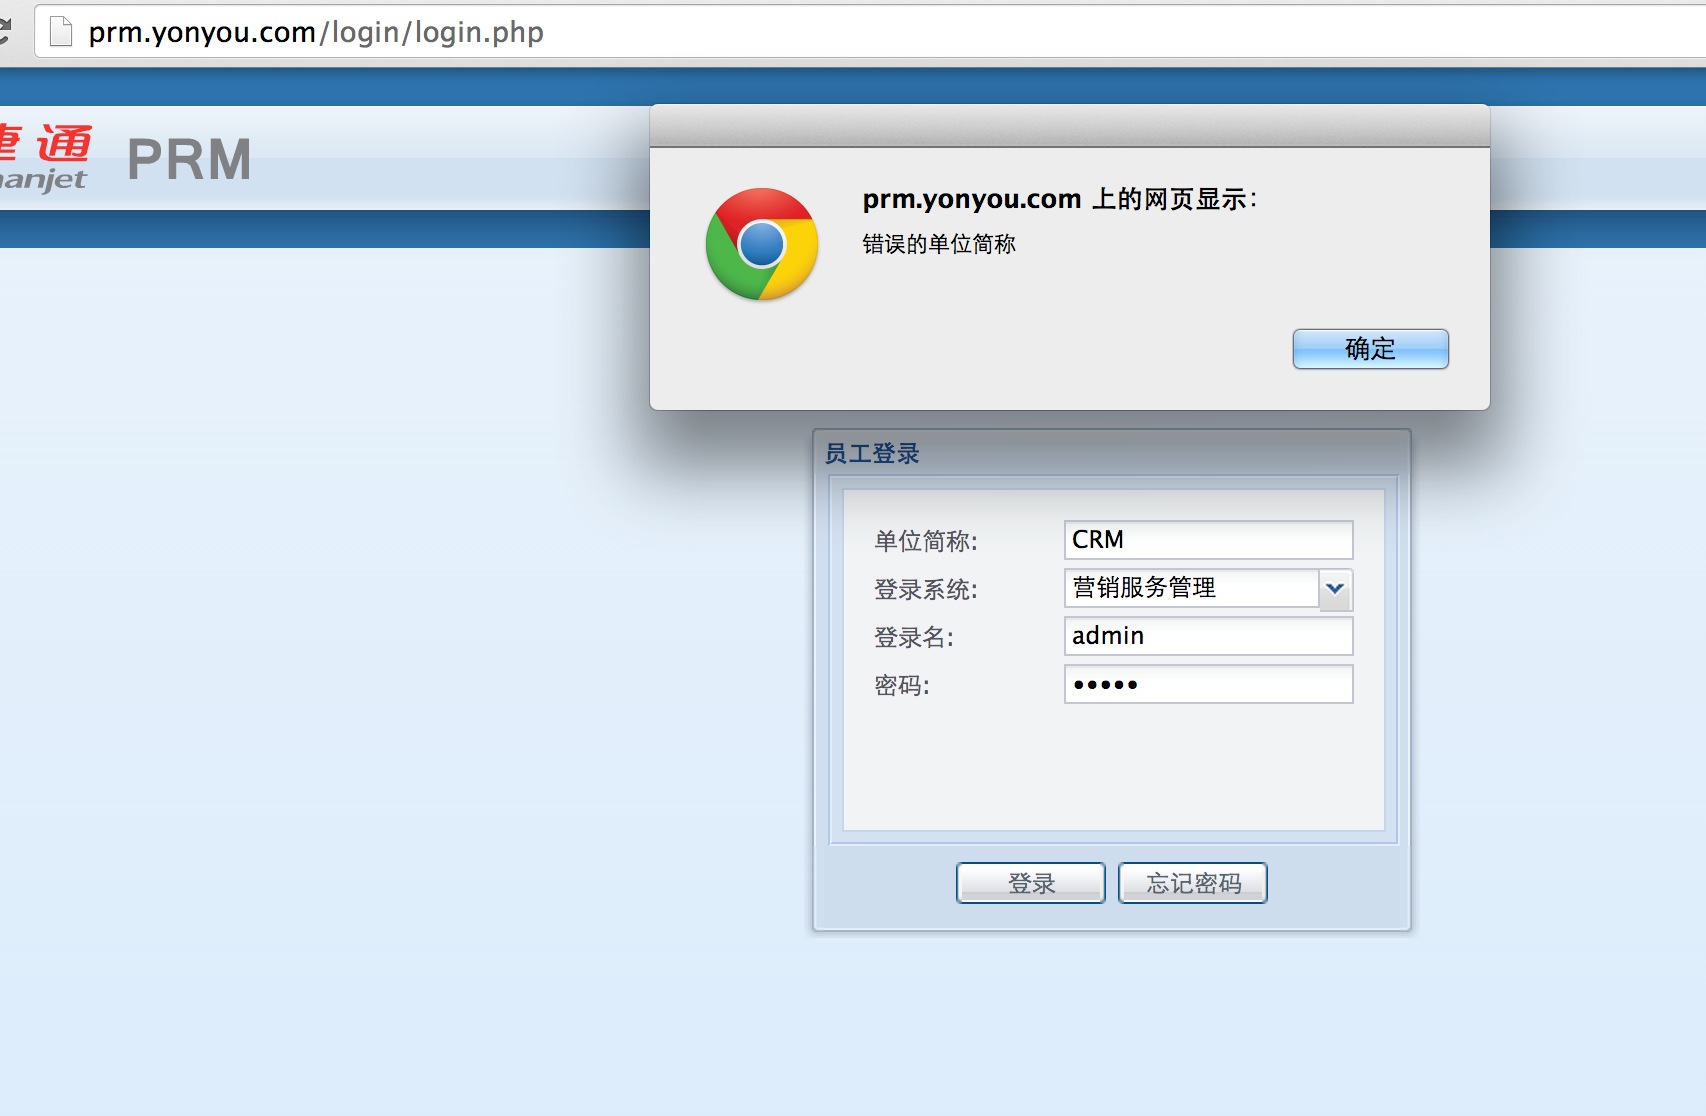 prm.yonyou.com/login/login.php
捷通 PRM
hanjet
prm.yonyou.com 上的网页显示：
错误的单位简称
确定
员工登录
单位简称: CRM
登录系统: 营销服务管理
登录名: admin
密码: •••••
登录 忘记密码